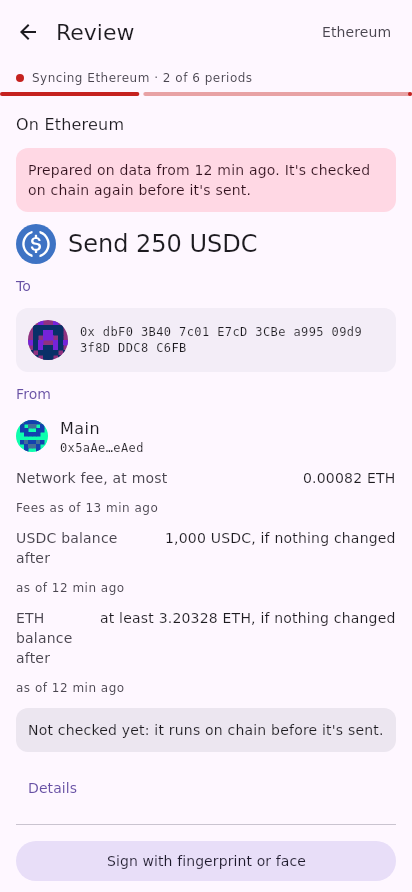 Review
Ethereum
Syncing Ethereum · 2 of 6 periods
On Ethereum
Prepared on data from 12 min ago. It's checked
on chain again before it's sent.
Send 250 USDC
To
0x dbF0 3B40 7c01 E7cD 3CBe a995 09d9
3f8D DDC8 C6FB
From
Main
0x5aAe…eAed
Network fee, at most
0.00082 ETH
Fees as of 13 min ago
USDC balance
after
1,000 USDC, if nothing changed
as of 12 min ago
ETH
balance
after
at least 3.20328 ETH, if nothing changed
as of 12 min ago
Not checked yet: it runs on chain before it's sent.
Details
Sign with fingerprint or face